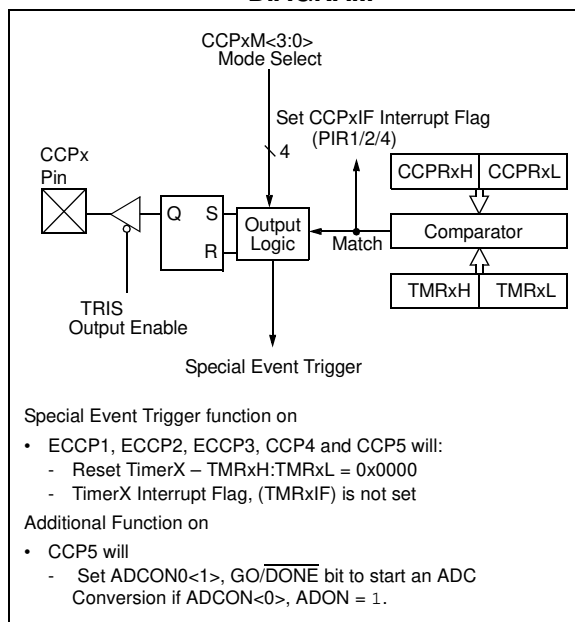 DIAGRAM
CCPxM<3:0>
Mode Select
Set CCPxIF Interrupt Flag
(PIR1/2/4)
4
CCPx
Pin
CCPRxH CCPRxL
Q S
R
Output
Logic
Match
Comparator
TMRxH TMRxL
TRIS
Output Enable
Special Event Trigger
Special Event Trigger function on
• ECCP1, ECCP2, ECCP3, CCP4 and CCP5 will:
- Reset TimerX – TMRxH:TMRxL = 0x0000
- TimerX Interrupt Flag, (TMRxIF) is not set
Additional Function on
• CCP5 will
- Set ADCON0<1>, GO/DONE bit to start an ADC
Conversion if ADCON<0>, ADON = 1.